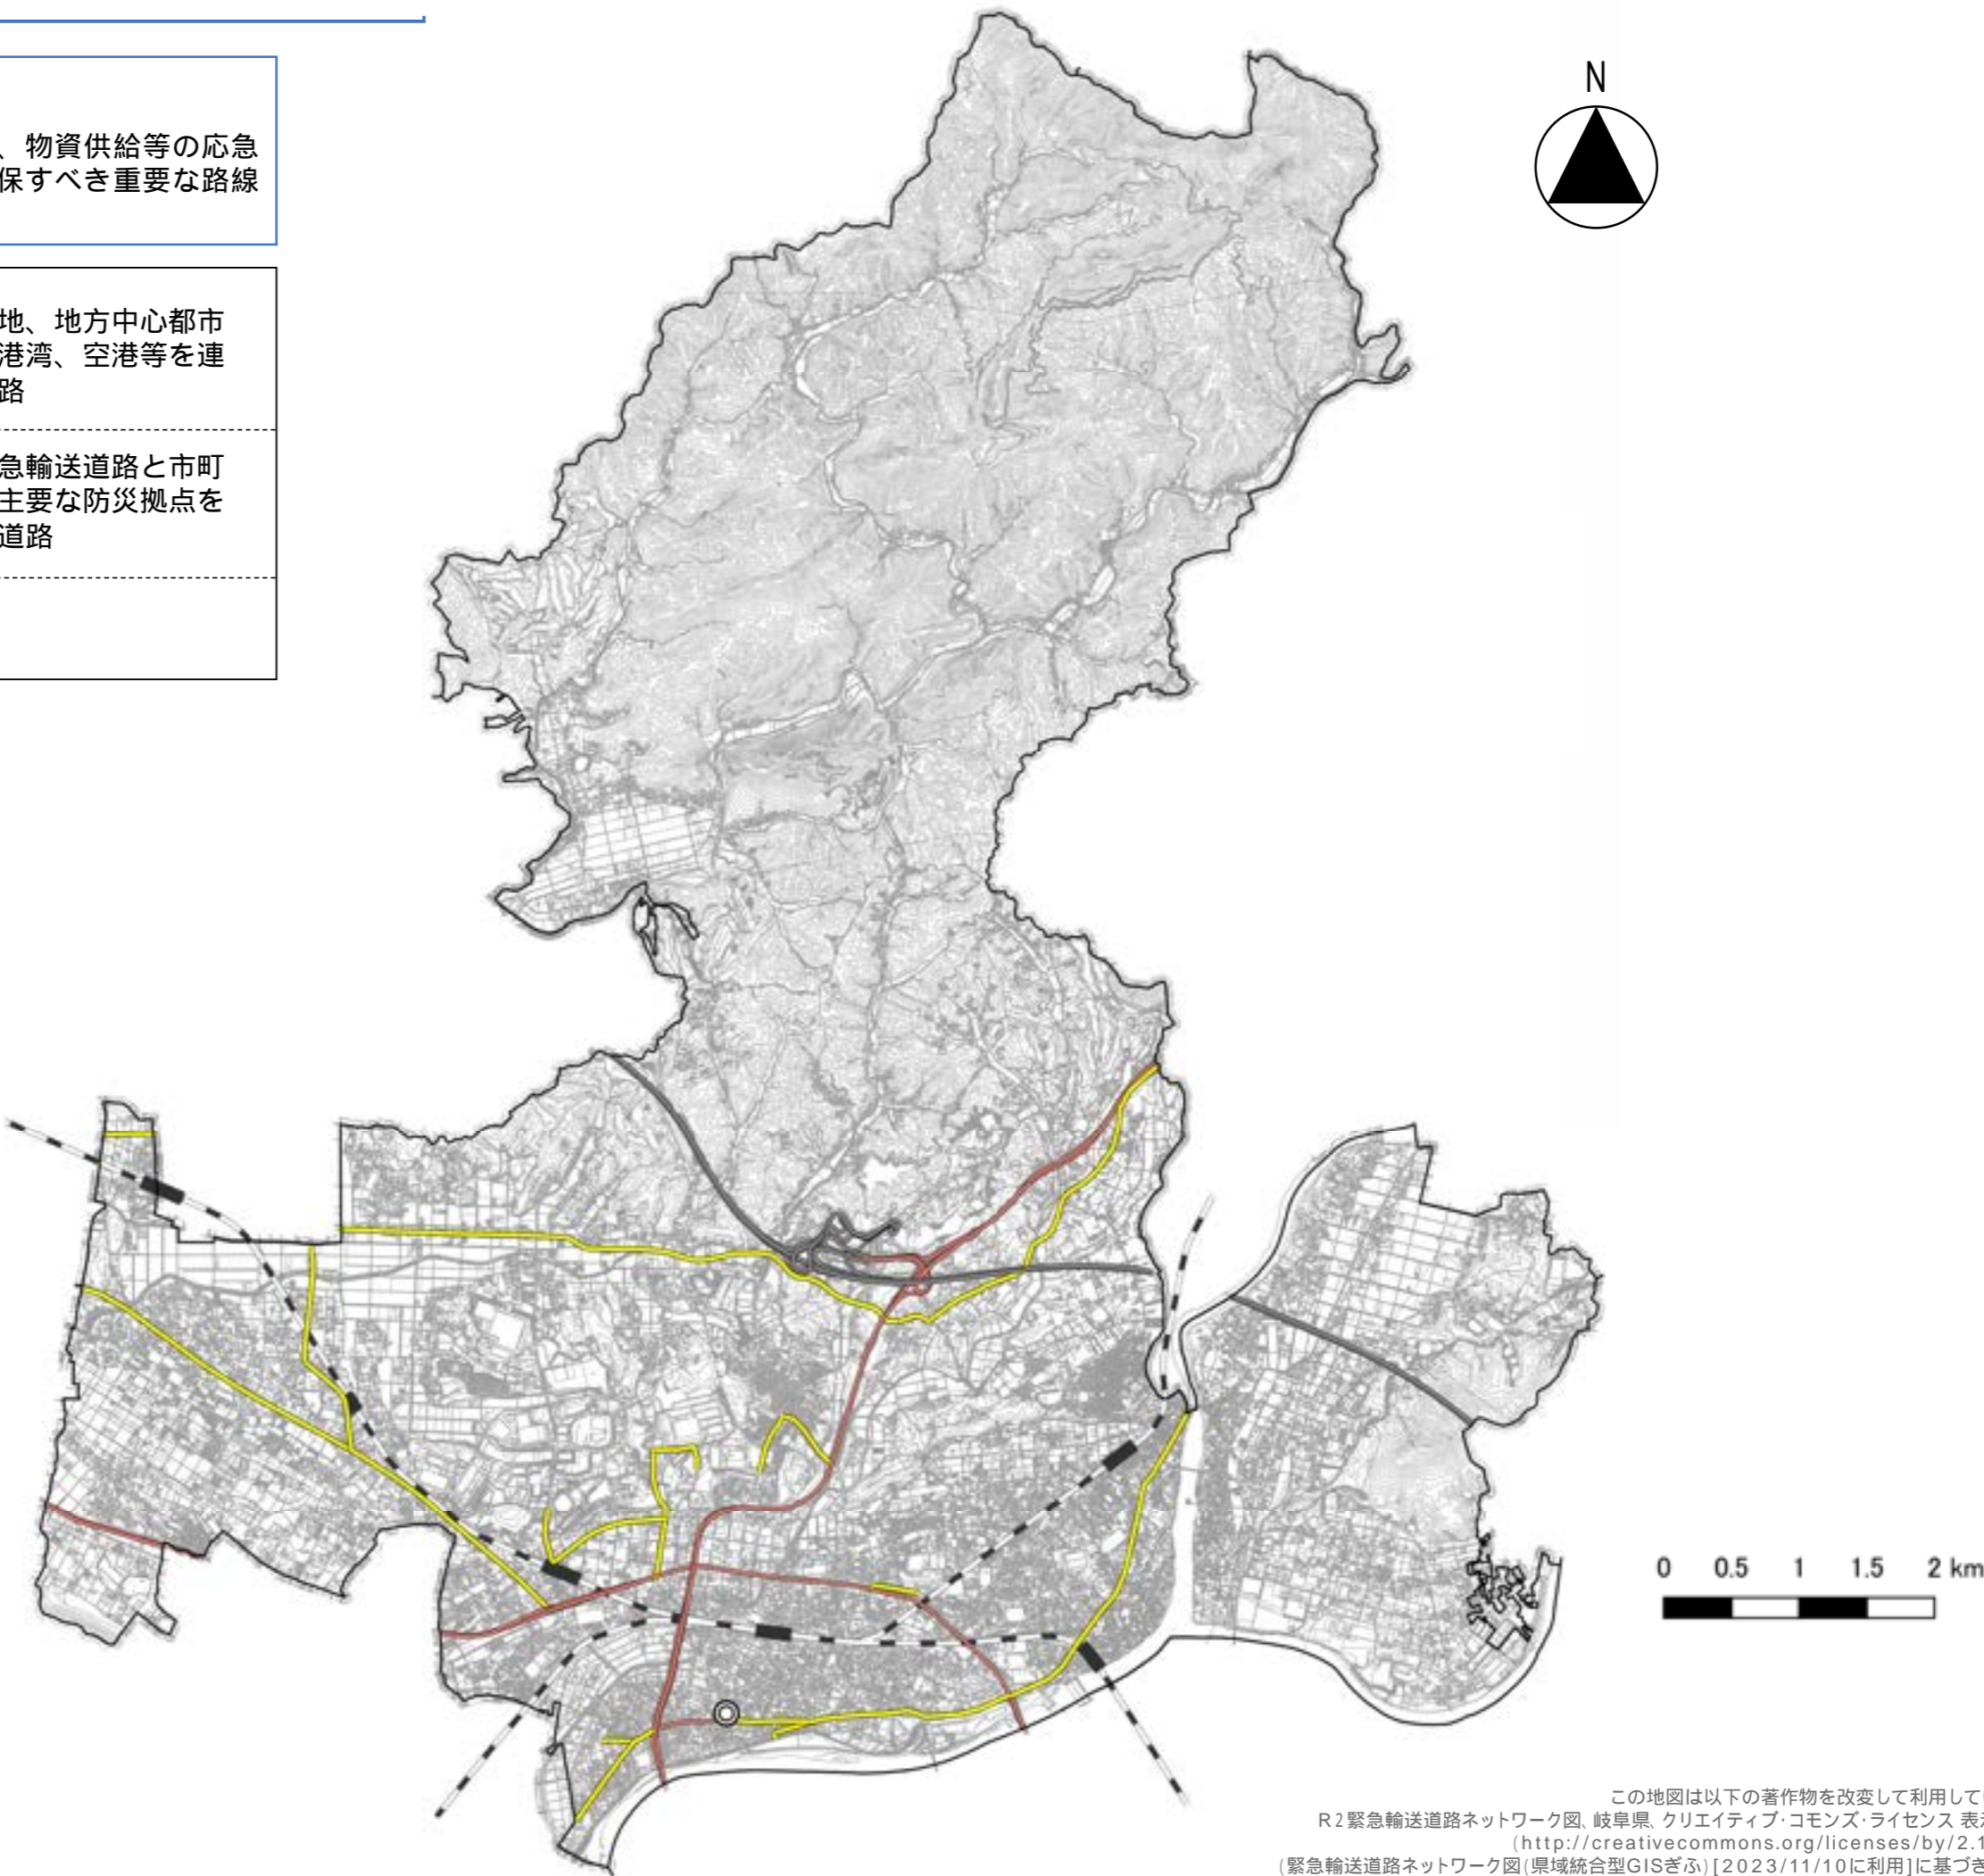 、物資供給等の応急
保すべき重要な路線
地、地方中心都市
港湾、空港等を連
路
急輸送道路と市町
主要な防災拠点を
道路
N
0 0.5 1 1.5 2 km
この地図は以下の著作物を改変して利用して
R2緊急輸送道路ネットワーク図、岐阜県、クリエイティブ・コモンズ・ライセンス 表
(http://creativecommons.org/licenses/by/2.1
(緊急輸送道路ネットワーク図(県域統合型GISぎふ)[2023/11/10に利用]に基づき